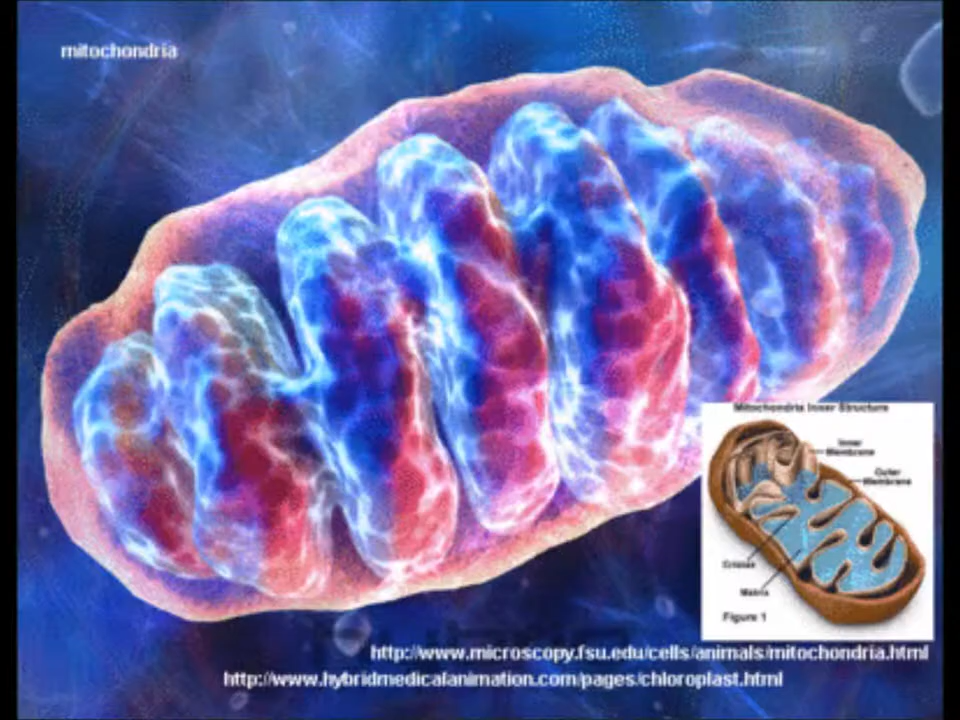 mitochondria
Mitochondria Inner Structure
Inner
Membrane
Outer
Membrane
Cristae
Matrix
Figure 1
http://www.microscopy.fsu.edu/cells/animals/mitochondria.html
http://www.hybridmedicalanimation.com/pages/chloroplast.html